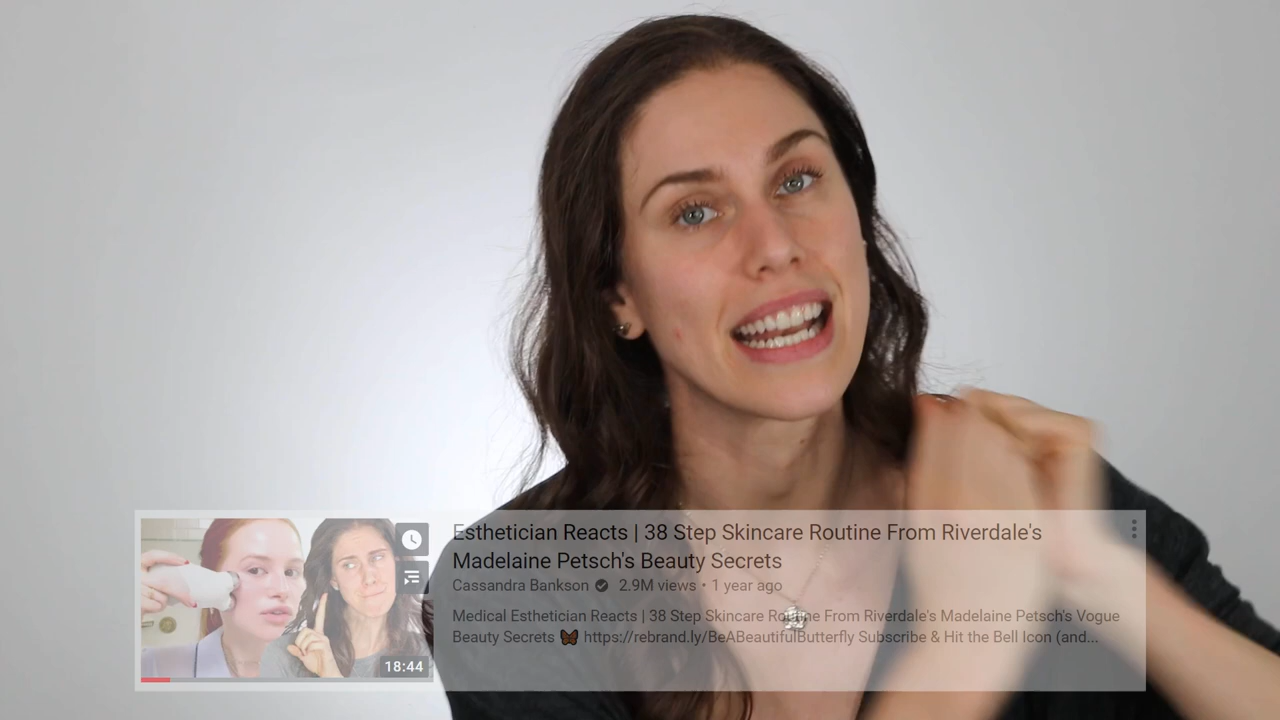 Esthetician Reacts | 38 Step Skincare Routine From Riverdale's
Madelaine Petsch's Beauty Secrets
Cassandra Bankson 2.9M views • 1 year ago
Medical Esthetician Reacts | 38 Step Skincare Routine From Riverdale's Madelaine Petsch's Vogue
Beauty Secrets 🦋 https://rebrand.ly/BeABeautifulButterfly Subscribe & Hit the Bell Icon (and...
18:44